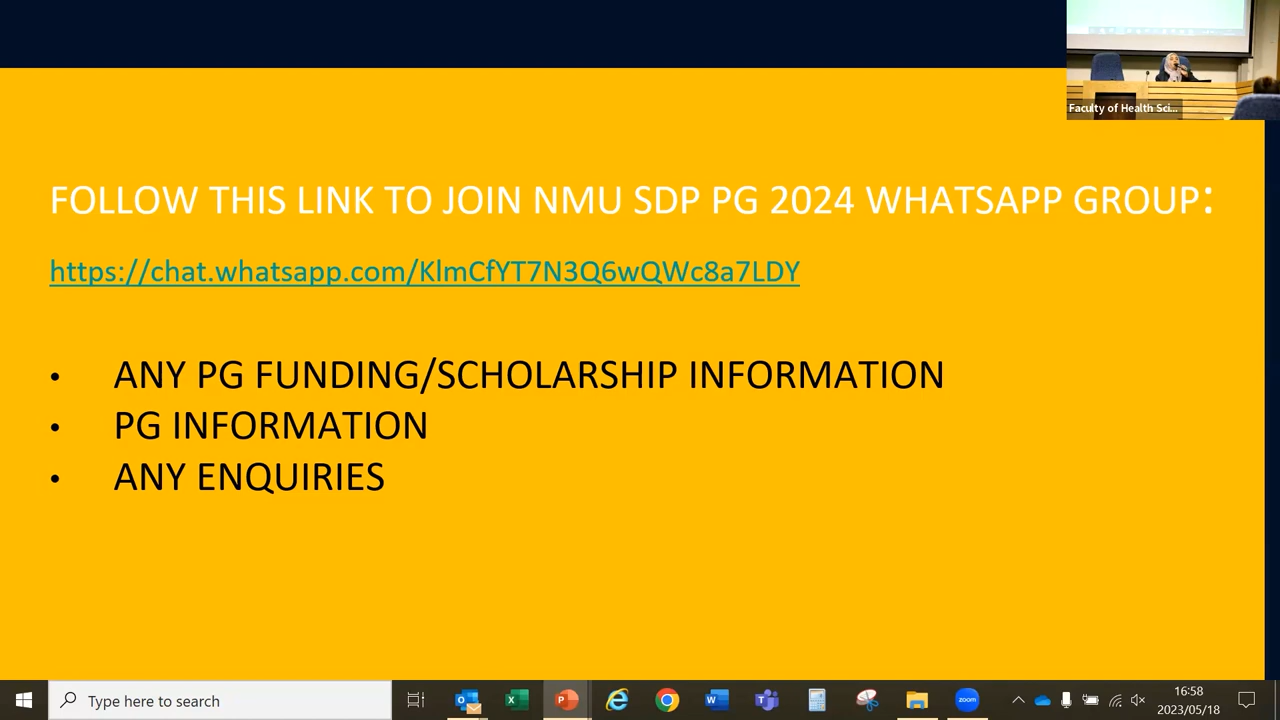 Faculty of Health Sci...
FOLLOW THIS LINK TO JOIN NMU SDP PG 2024 WHATSAPP GROUP:
https://chat.whatsapp.com/KlmCfYT7N3Q6wQWc8a7LDY
• ANY PG FUNDING/SCHOLARSHIP INFORMATION
• PG INFORMATION
• ANY ENQUIRIES
Type here to search
zoom
16:58
2023/05/18